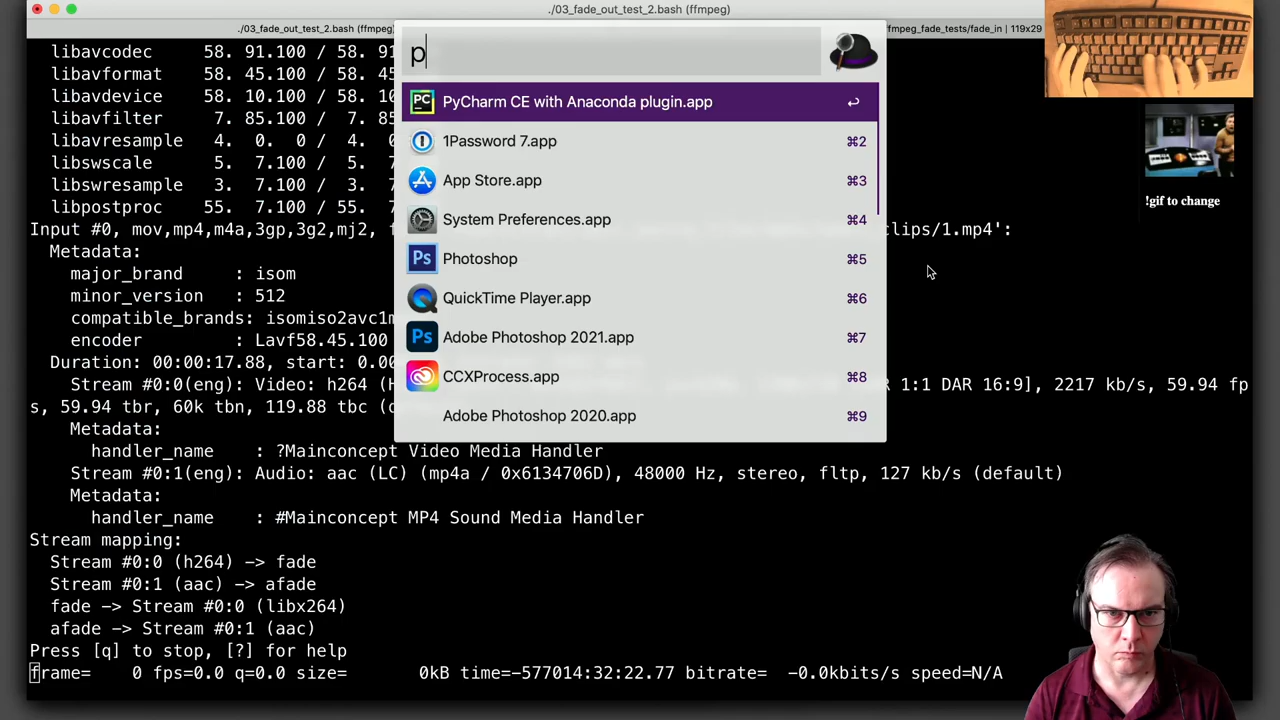 ./03_fade_out_test_2.bash (ffmpeg)
./03_fade_out_test_2.bash (ffmpeg)
ffmpeg_fade_tests/fade_in
119x29
p
PyCharm CE with Anaconda plugin.app
1Password 7.app ⌘2
App Store.app ⌘3
System Preferences.app ⌘4
Photoshop ⌘5
QuickTime Player.app ⌘6
Adobe Photoshop 2021.app ⌘7
CCXProcess.app ⌘8
Adobe Photoshop 2020.app ⌘9
libavcodec 58. 91.100 / 58.
libavformat 58. 45.100 / 58.
libavdevice 58. 10.100 / 58.
libavfilter 7. 85.100 / 7. 85
libavresample 4. 0. 0 / 4.
libswscale 5. 7.100 / 5.
libswresample 3. 7.100 / 3.
libpostproc 55. 7.100 / 55.
Input #0, mov,mp4,m4a,3gp,3g2,mj2, clips/1.mp4':
Metadata:
major_brand : isom
minor_version : 512
compatible_brands: isomiso2avc1m
encoder : Lavf58.45.100
Duration: 00:00:17.88, start: 0.00
Stream #0:0(eng): Video: h264 (H 1:1 DAR 16:9], 2217 kb/s, 59.94 fp
s, 59.94 tbr, 60k tbn, 119.88 tbc (
Metadata:
handler_name : ?Mainconcept Video Media Handler
Stream #0:1(eng): Audio: aac (LC) (mp4a / 0x6134706D), 48000 Hz, stereo, fltp, 127 kb/s (default)
Metadata:
handler_name : #Mainconcept MP4 Sound Media Handler
Stream mapping:
Stream #0:0 (h264) -> fade
Stream #0:1 (aac) -> afade
fade -> Stream #0:0 (libx264)
afade -> Stream #0:1 (aac)
Press [q] to stop, [?] for help
frame= 0 fps=0.0 q=0.0 size= 0kB time=-577014:32:22.77 bitrate= -0.0kbits/s speed=N/A
!gif to change